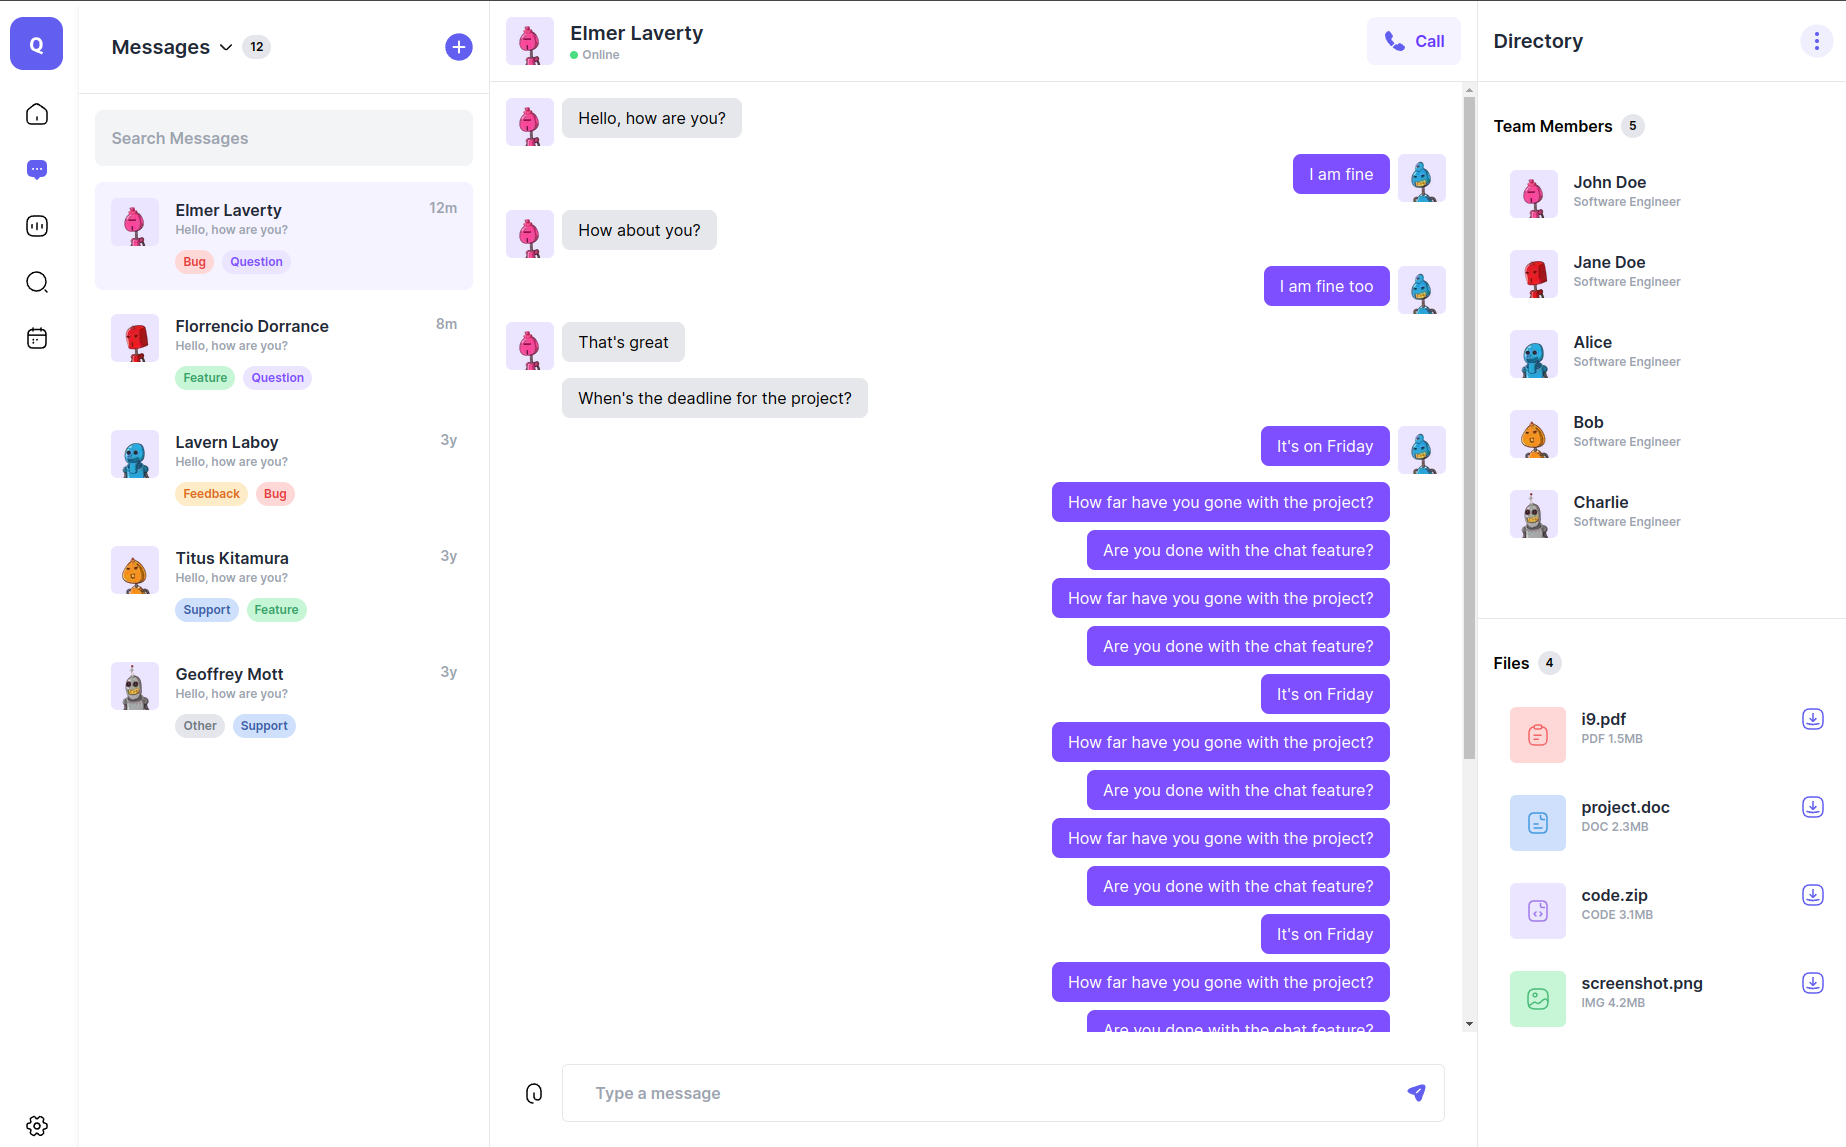 Q
Messages 12
Search Messages
Elmer Laverty 12m
Hello, how are you?
Bug Question
Florrencio Dorrance 8m
Hello, how are you?
Feature Question
Lavern Laboy 3y
Hello, how are you?
Feedback Bug
Titus Kitamura 3y
Hello, how are you?
Support Feature
Geoffrey Mott 3y
Hello, how are you?
Other Support
Elmer Laverty
Online
Call
Hello, how are you?
I am fine
How about you?
I am fine too
That's great
When's the deadline for the project?
It's on Friday
How far have you gone with the project?
Are you done with the chat feature?
How far have you gone with the project?
Are you done with the chat feature?
It's on Friday
How far have you gone with the project?
Are you done with the chat feature?
How far have you gone with the project?
Are you done with the chat feature?
It's on Friday
How far have you gone with the project?
Are you done with the chat feature?
Type a message
Directory
Team Members 5
John Doe
Software Engineer
Jane Doe
Software Engineer
Alice
Software Engineer
Bob
Software Engineer
Charlie
Software Engineer
Files 4
i9.pdf
PDF 1.5MB
project.doc
DOC 2.3MB
code.zip
CODE 3.1MB
screenshot.png
IMG 4.2MB